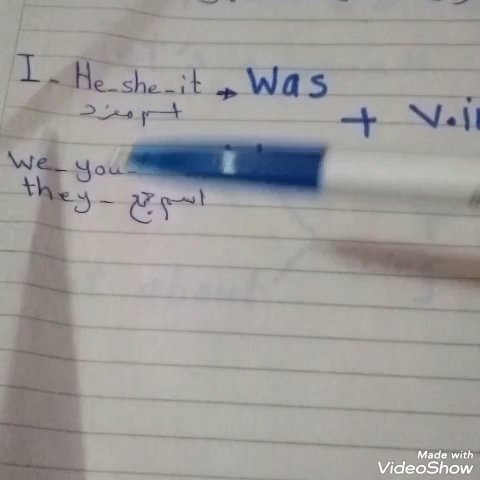 I - He - she - it → Was
اسم مفرد
+ V.i
We - you -
they - اسم جمع
Made with
VideoShow